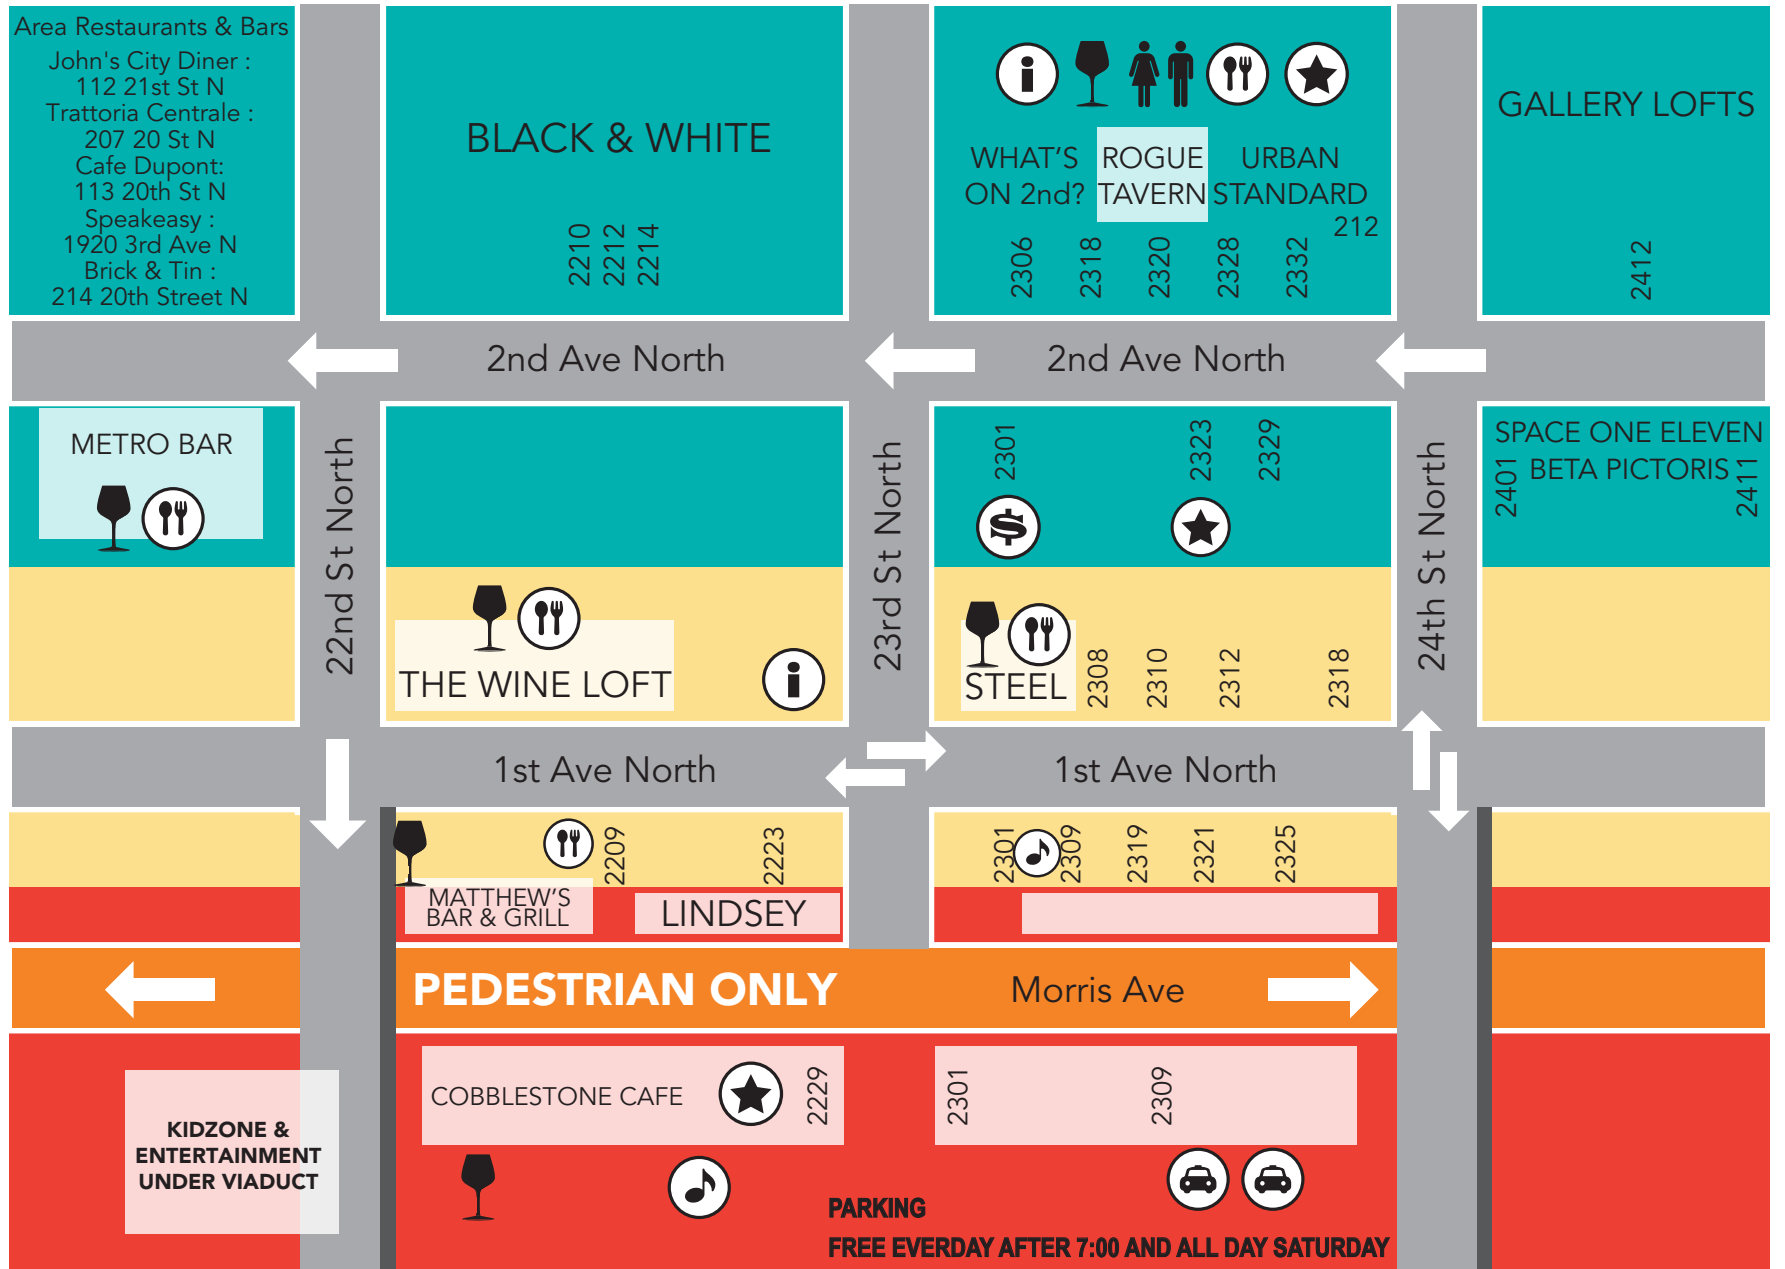 Area Restaurants & Bars
John's City Diner :
112 21st St N
Trattoria Centrale :
207 20 St N
Cafe Dupont:
113 20th St N
Speakeasy :
1920 3rd Ave N
Brick & Tin :
214 20th Street N
BLACK & WHITE
2210
2212
2214
i
WHAT'S
ON 2nd?
ROGUE
TAVERN
URBAN
STANDARD
212
2306
2318
2320
2328
2332
GALLERY LOFTS
2412
2nd Ave North
2nd Ave North
METRO BAR
22nd St North
23rd St North
2301
2323
2329
$
24th St North
SPACE ONE ELEVEN
BETA PICTORIS
2401
2411
THE WINE LOFT
i
STEEL
2308
2310
2312
2318
1st Ave North
1st Ave North
2209
2223
MATTHEW'S
BAR & GRILL
LINDSEY
2301
2309
2319
2321
2325
PEDESTRIAN ONLY
Morris Ave
KIDZONE &
ENTERTAINMENT
UNDER VIADUCT
COBBLESTONE CAFE
2229
2301
2309
PARKING
FREE EVERDAY AFTER 7:00 AND ALL DAY SATURDAY